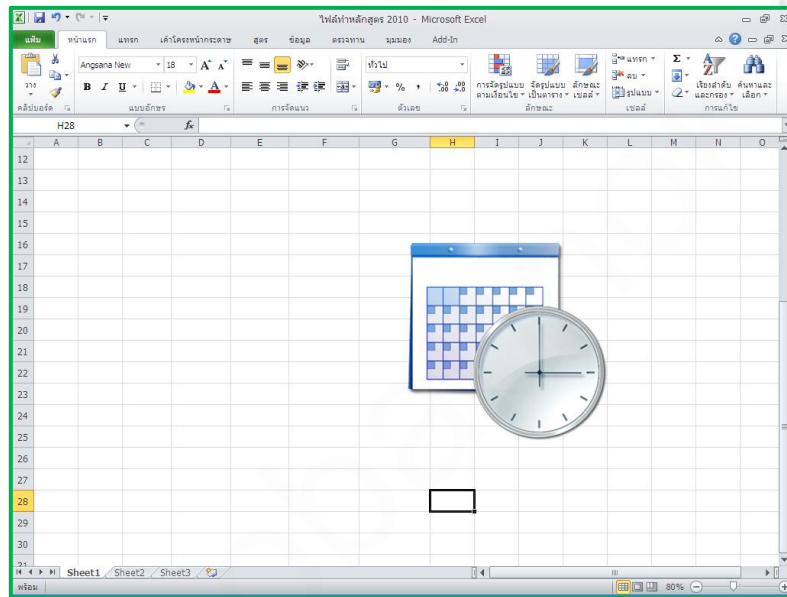 ไฟล์ทำหลักสูตร 2010 - Microsoft Excel
แฟ้ม หน้าแรก แทรก เค้าโครงหน้ากระดาษ สูตร ข้อมูล ตรวจทาน มุมมอง Add-In
Angsana New 18 A A ทั่วไป แทรก Σ
วาง B I U A % , .0 .00 .00 .0 การจัดรูปแบบ ตามเงื่อนไข จัดรูปแบบ เป็นตาราง ลักษณะ เซลล์ ลบ รูปแบบ เรียงลำดับ และกรอง ค้นหาและ เลือก
คลิปบอร์ด แบบอักษร การจัดแนว ตัวเลข ลักษณะ เซลล์ การแก้ไข
H28 fx
A B C D E F G H I J K L M N O
12
13
14
15
16
17
18
19
20
21
22
23
24
25
26
27
28
29
30
31
Sheet1 Sheet2 Sheet3
พร้อม 80%